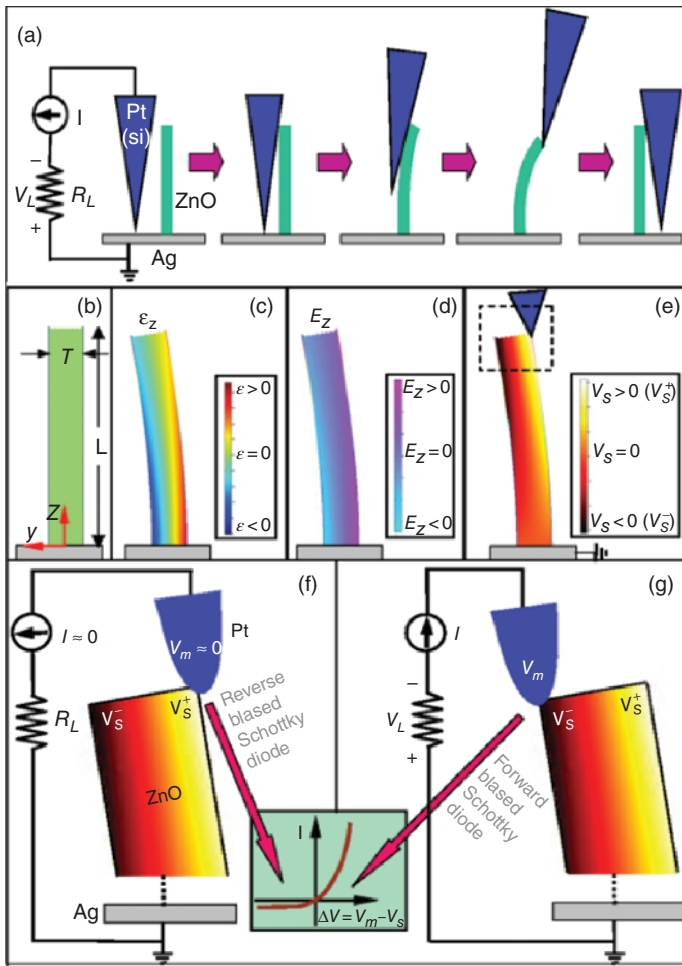 (a)
I
Pt
(si)
−
V_L
R_L
+
ZnO
Ag
(b)
T
L
Z
y
(c)
ε_z
ε>0
ε=0
ε<0
(d)
E_z
E_z>0
E_z=0
E_z<0
(e)
V_s>0 (V_S^+)
V_s=0
V_s<0 (V_S^−)
(f)
I≈0
Pt
V_m≈0
R_L
V_S^−
V_S^+
Reverse
biased
Schottky
diode
ZnO
Ag
I
ΔV=V_m−V_s
(g)
I
V_m
−
V_L
+
V_S^−
V_S^+
Forward
biased
Schottky
diode